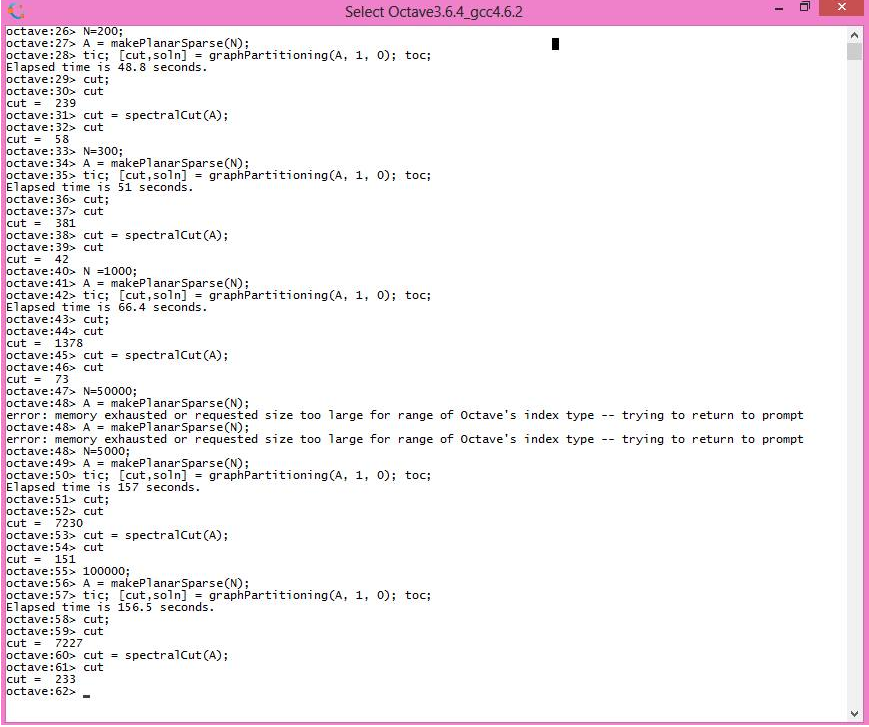 Select Octave3.6.4_gcc4.6.2
octave:26> N=200;
octave:27> A = makePlanarSparse(N);
octave:28> tic; [cut,soln] = graphPartitioning(A, 1, 0); toc;
Elapsed time is 48.8 seconds.
octave:29> cut;
octave:30> cut
cut =  239
octave:31> cut = spectralCut(A);
octave:32> cut
cut =  58
octave:33> N=300;
octave:34> A = makePlanarSparse(N);
octave:35> tic; [cut,soln] = graphPartitioning(A, 1, 0); toc;
Elapsed time is 51 seconds.
octave:36> cut;
octave:37> cut
cut =  381
octave:38> cut = spectralCut(A);
octave:39> cut
cut =  42
octave:40> N =1000;
octave:41> A = makePlanarSparse(N);
octave:42> tic; [cut,soln] = graphPartitioning(A, 1, 0); toc;
Elapsed time is 66.4 seconds.
octave:43> cut;
octave:44> cut
cut =  1378
octave:45> cut = spectralCut(A);
octave:46> cut
cut =  73
octave:47> N=50000;
octave:48> A = makePlanarSparse(N);
error: memory exhausted or requested size too large for range of Octave's index type -- trying to return to prompt
octave:48> A = makePlanarSparse(N);
error: memory exhausted or requested size too large for range of Octave's index type -- trying to return to prompt
octave:48> N=5000;
octave:49> A = makePlanarSparse(N);
octave:50> tic; [cut,soln] = graphPartitioning(A, 1, 0); toc;
Elapsed time is 157 seconds.
octave:51> cut;
octave:52> cut
cut =  7230
octave:53> cut = spectralCut(A);
octave:54> cut
cut =  151
octave:55> 100000;
octave:56> A = makePlanarSparse(N);
octave:57> tic; [cut,soln] = graphPartitioning(A, 1, 0); toc;
Elapsed time is 156.5 seconds.
octave:58> cut;
octave:59> cut
cut =  7227
octave:60> cut = spectralCut(A);
octave:61> cut
cut =  233
octave:62>